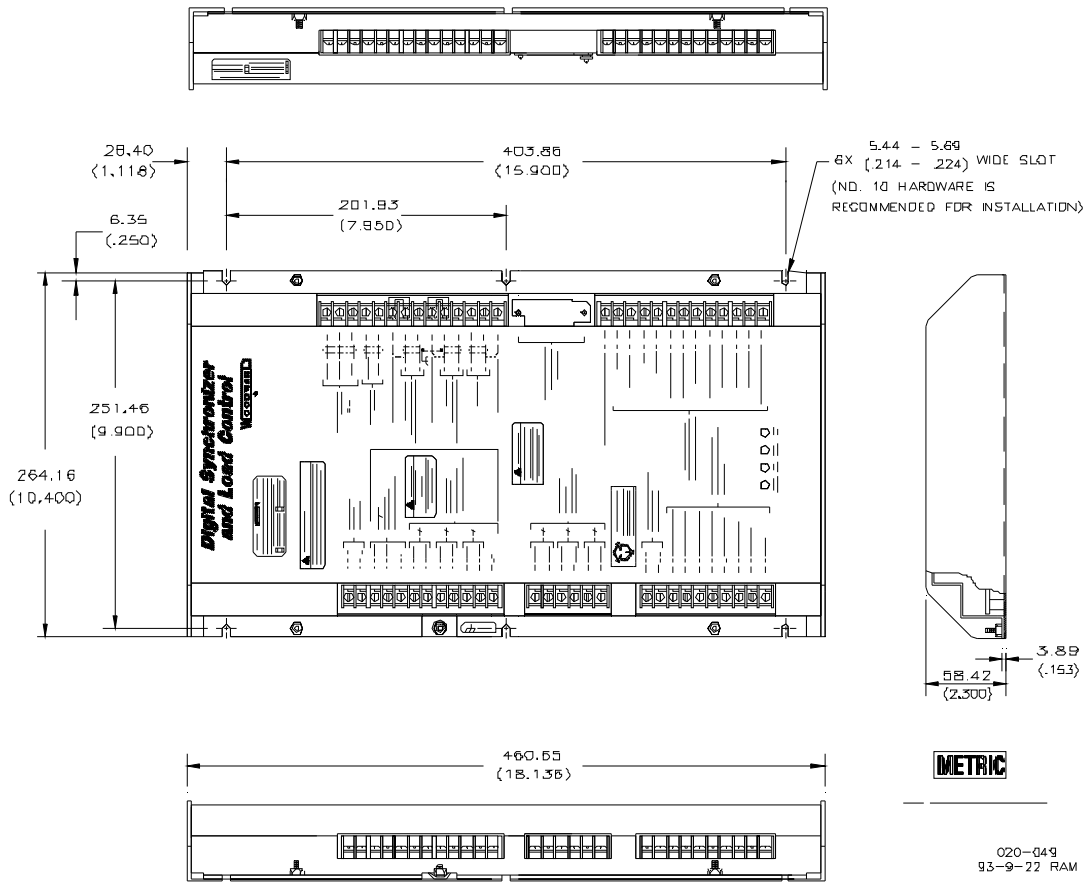 28.40
(1.118)
403.86
(15.900)
5.44 - 5.69
6X (.214 - .224) WIDE SLOT
(NO. 10 HARDWARE IS
RECOMMENDED FOR INSTALLATION)
201.93
(7.950)
6.35
(.250)
251.46
(9.900)
264.16
(10.400)
Digital Synchronizer
and Load Control
WOODWARD
3.89
(.153)
58.42
(2.300)
460.65
(18.136)
METRIC
020-049
93-9-22 RAM